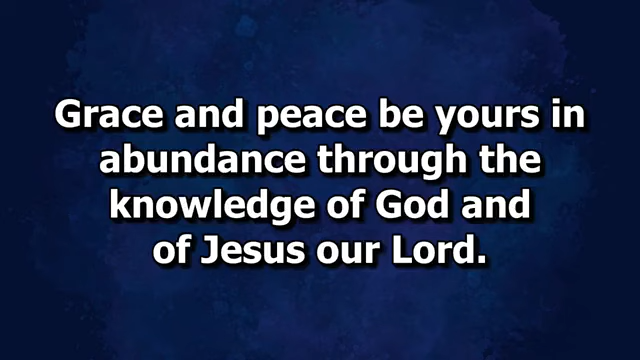 Grace and peace be yours in
abundance through the
knowledge of God and
of Jesus our Lord.